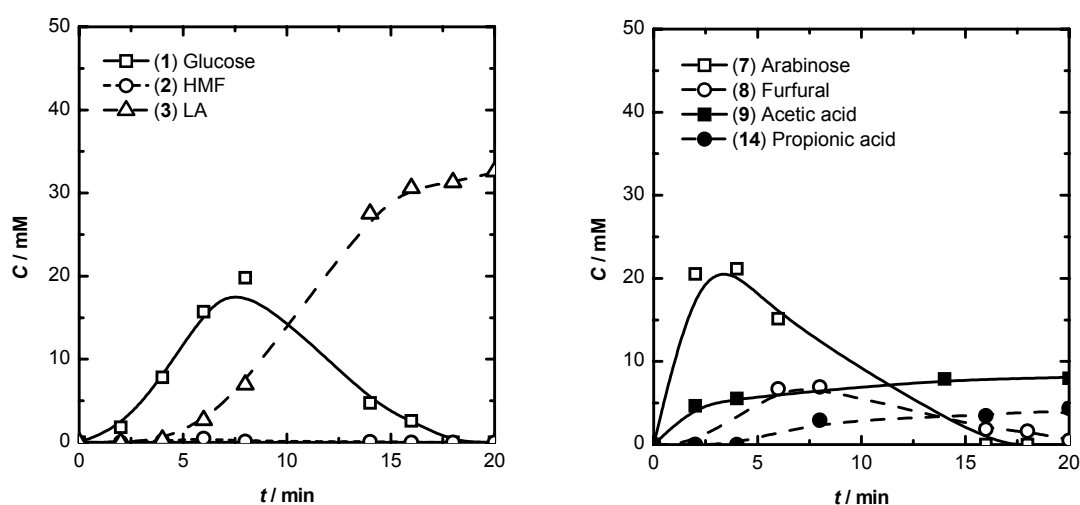 50
40
30
20
10
0
C / mM
(1) Glucose
(2) HMF
(3) LA
0 5 10 15 20
t / min
50
40
30
20
10
0
C / mM
(7) Arabinose
(8) Furfural
(9) Acetic acid
(14) Propionic acid
0 5 10 15 20
t / min